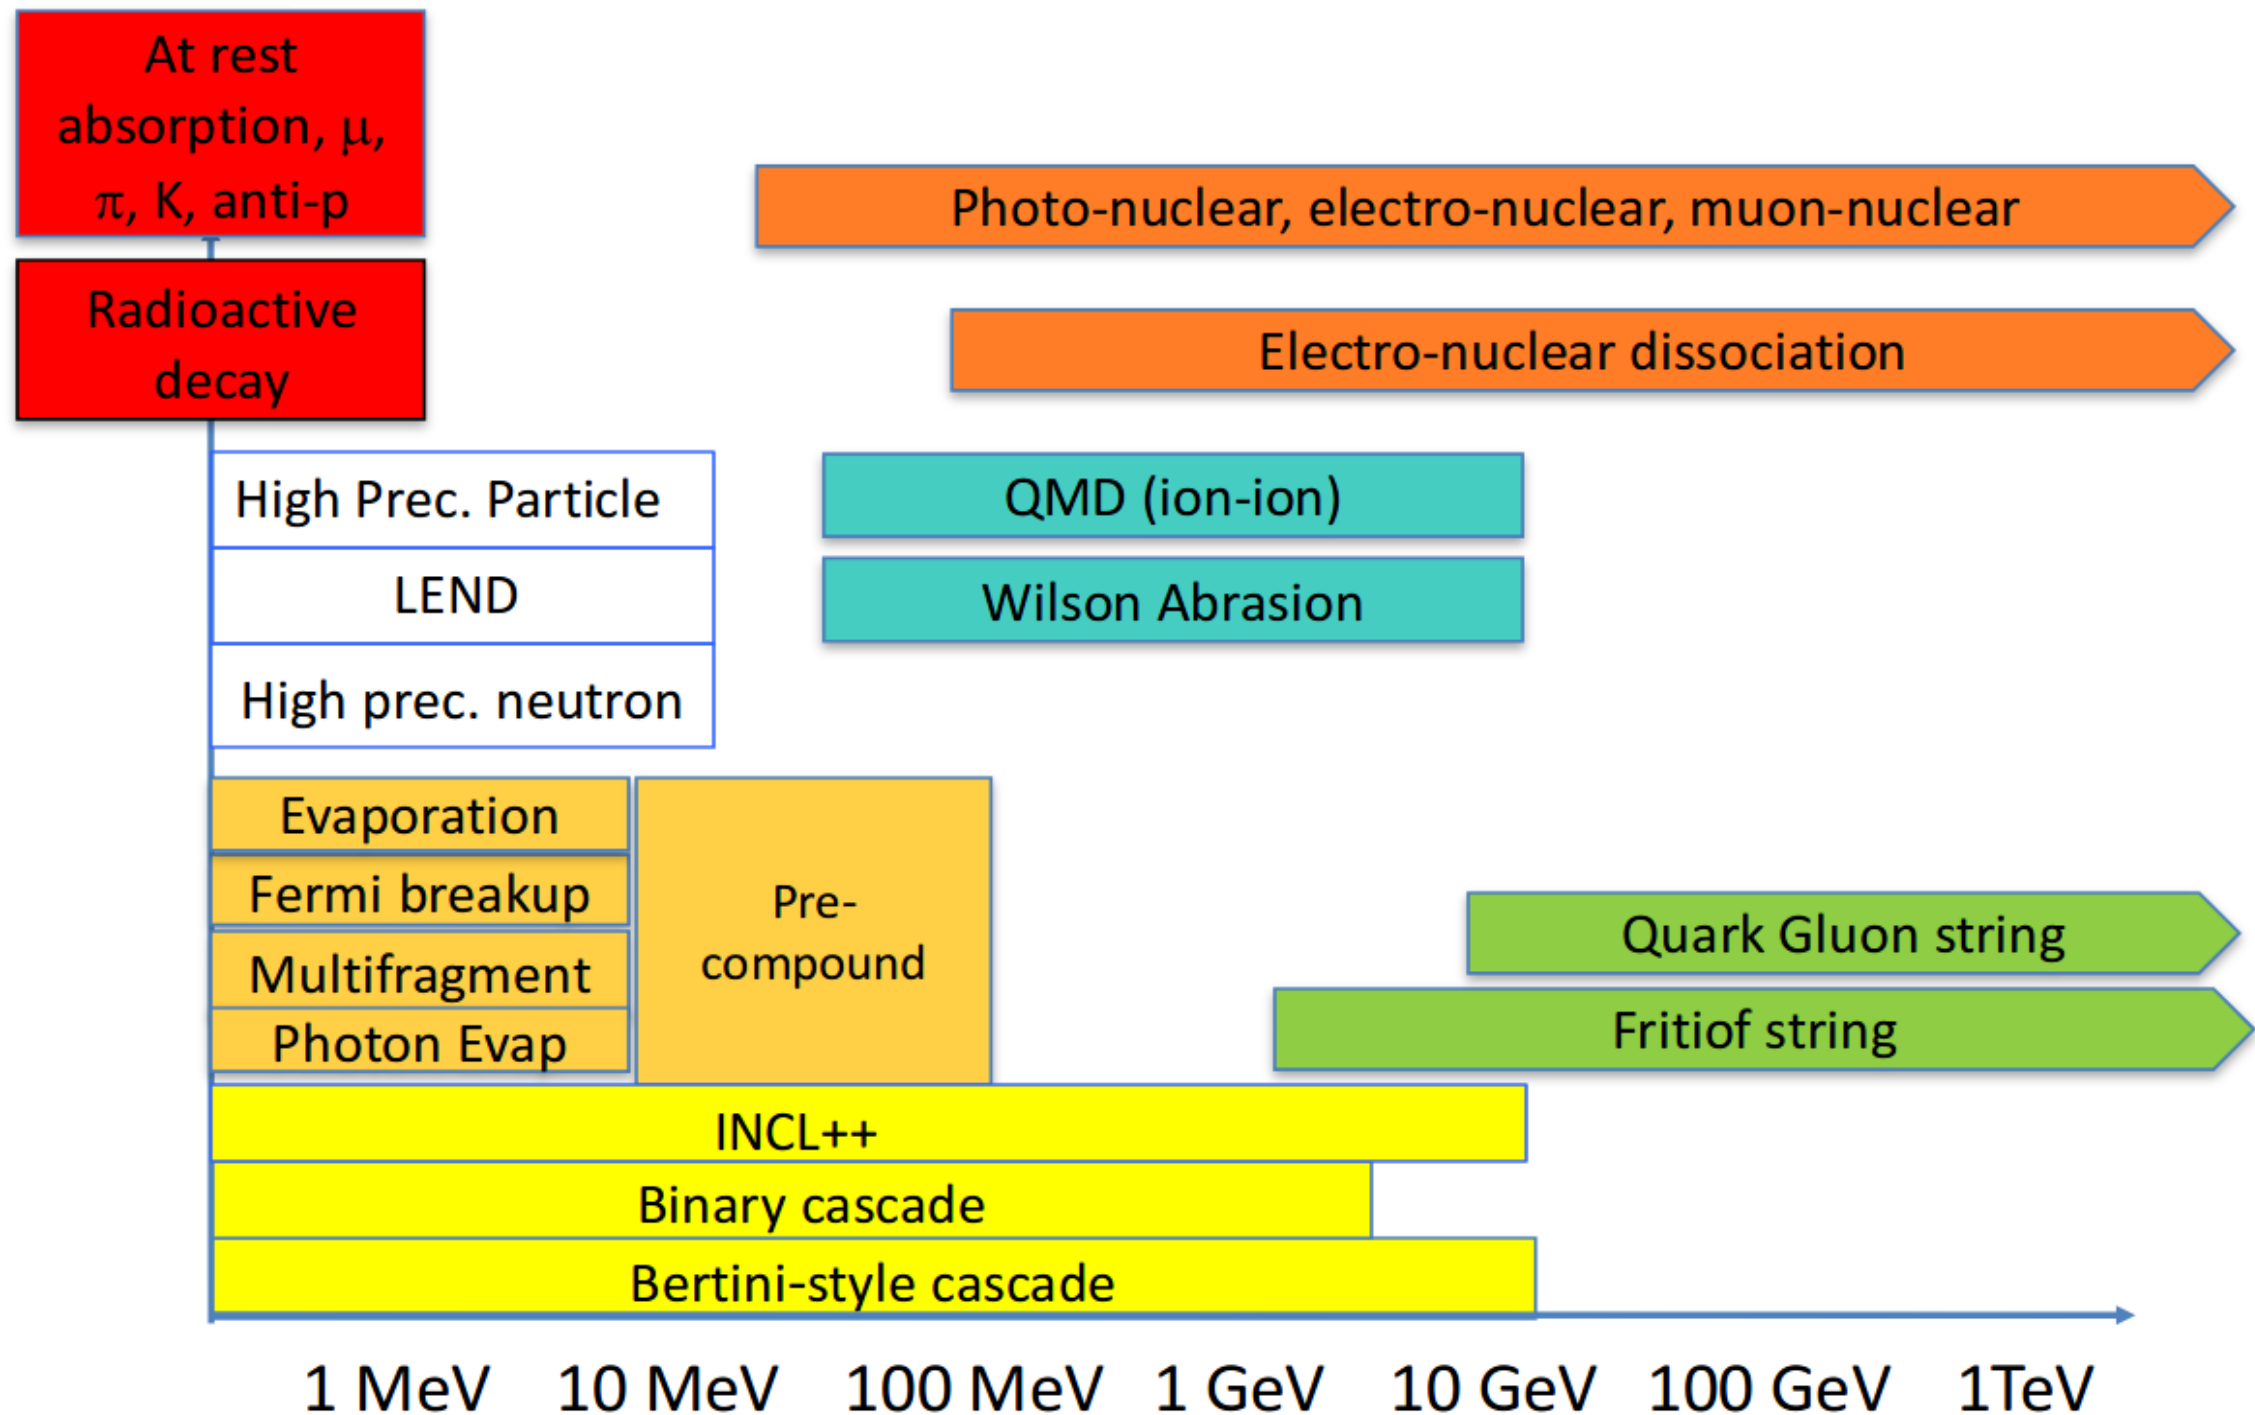 At rest
absorption, μ,
π, K, anti-p
Photo-nuclear, electro-nuclear, muon-nuclear
Radioactive
decay
Electro-nuclear dissociation
High Prec. Particle
QMD (ion-ion)
LEND
Wilson Abrasion
High prec. neutron
Evaporation
Fermi breakup
Multifragment
Photon Evap
Pre-
compound
Quark Gluon string
Fritiof string
INCL++
Binary cascade
Bertini-style cascade
1 MeV 10 MeV 100 MeV 1 GeV 10 GeV 100 GeV 1TeV